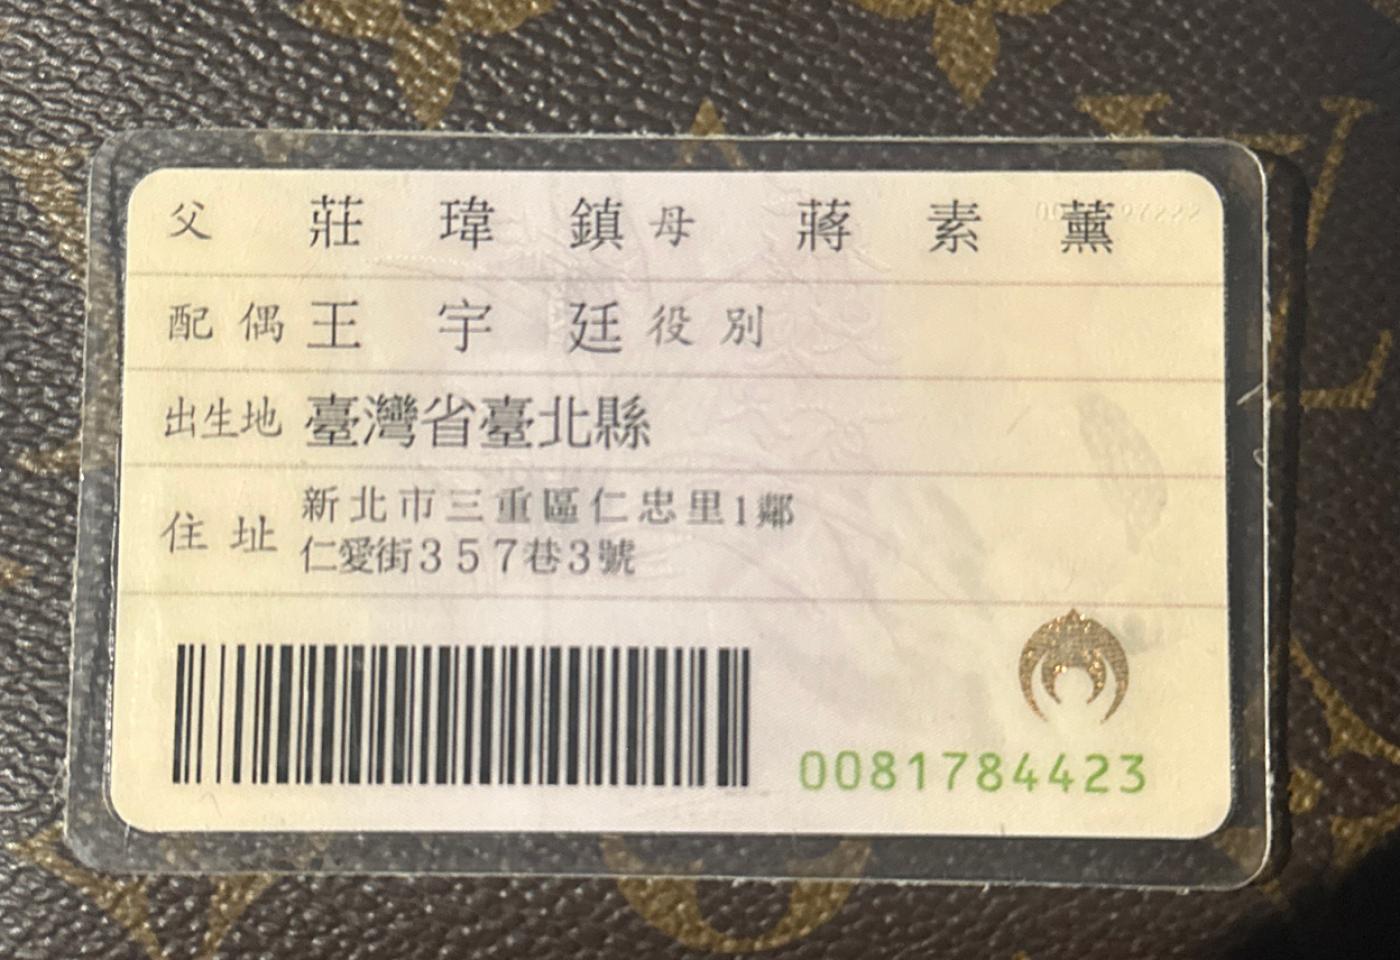 父 莊瑋鎮 母 蔣素薰
配偶 王宇廷 役別
出生地 臺灣省臺北縣
住址 新北市三重區仁忠里1鄰
仁愛街357巷3號
0081784423